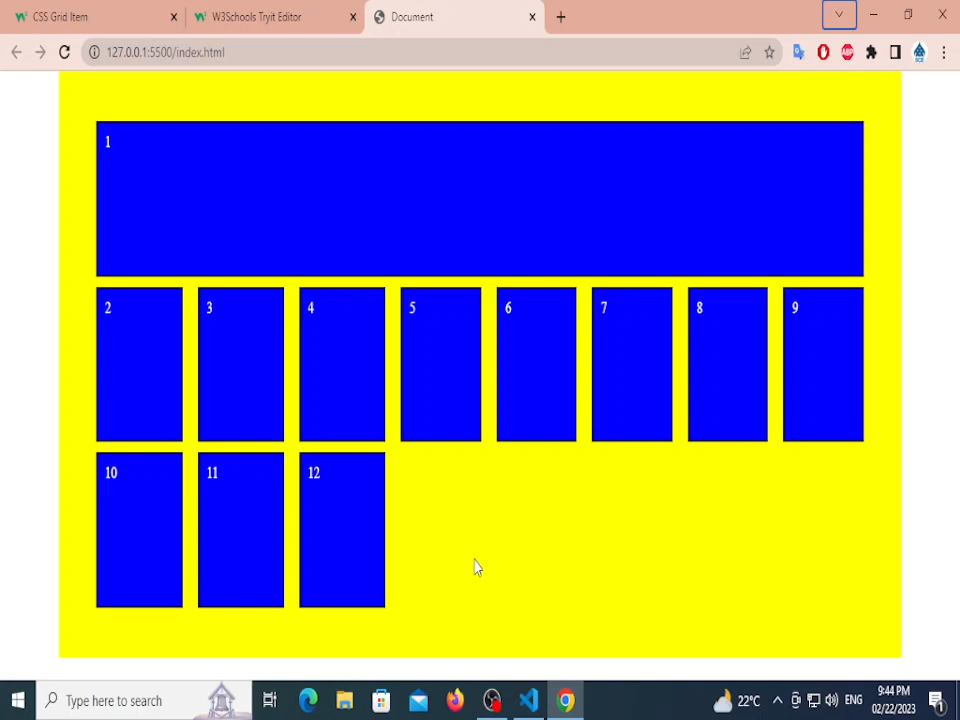 CSS Grid Item
W3Schools Tryit Editor
Document
127.0.0.1:5500/index.html
1
2 3 4 5 6 7 8 9
10 11 12
Type here to search
22°C
ENG
9:44 PM
02/22/2023
1